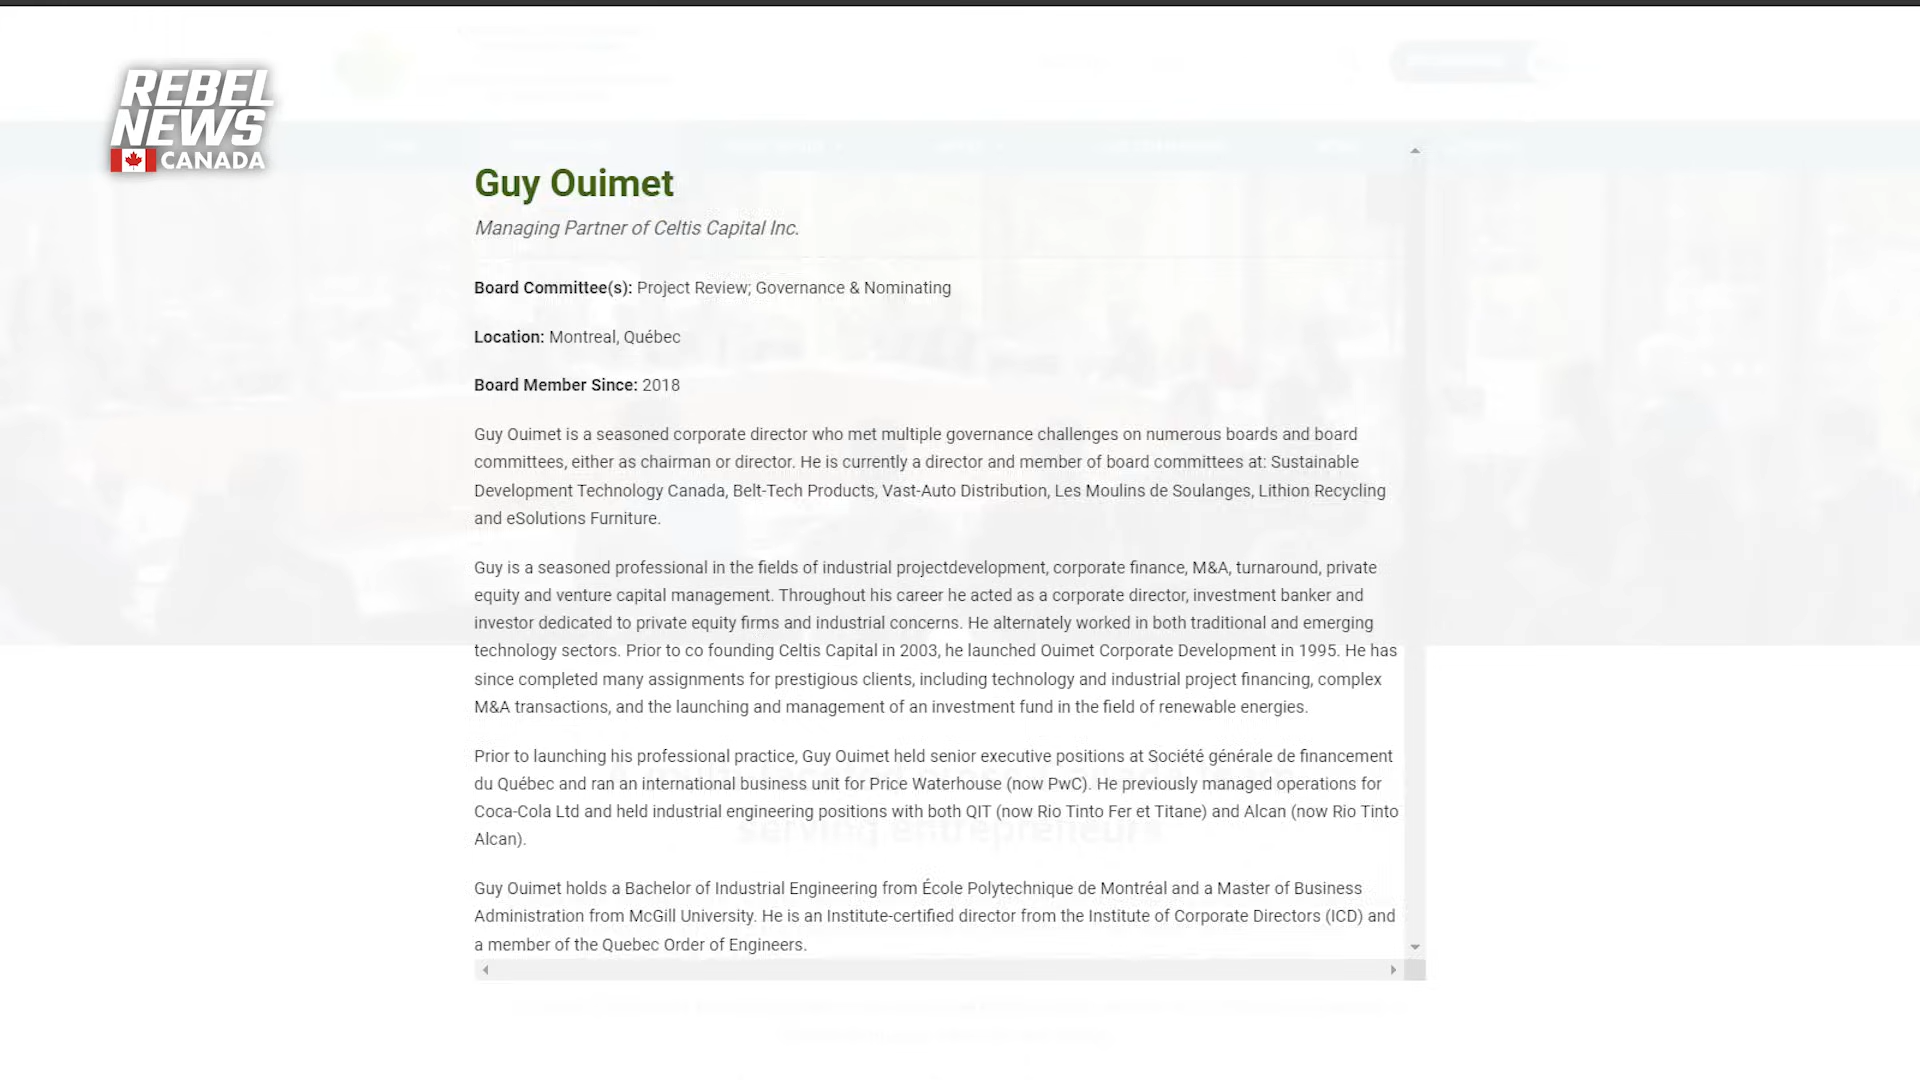 REBEL
NEWS
CANADA
Guy Ouimet
Managing Partner of Celtis Capital Inc.
Board Committee(s): Project Review; Governance & Nominating
Location: Montreal, Québec
Board Member Since: 2018
Guy Ouimet is a seasoned corporate director who met multiple governance challenges on numerous boards and board
committees, either as chairman or director. He is currently a director and member of board committees at: Sustainable
Development Technology Canada, Belt-Tech Products, Vast-Auto Distribution, Les Moulins de Soulanges, Lithion Recycling
and eSolutions Furniture.
Guy is a seasoned professional in the fields of industrial projectdevelopment, corporate finance, M&A, turnaround, private
equity and venture capital management. Throughout his career he acted as a corporate director, investment banker and
investor dedicated to private equity firms and industrial concerns. He alternately worked in both traditional and emerging
technology sectors. Prior to co founding Celtis Capital in 2003, he launched Ouimet Corporate Development in 1995. He has
since completed many assignments for prestigious clients, including technology and industrial project financing, complex
M&A transactions, and the launching and management of an investment fund in the field of renewable energies.
Prior to launching his professional practice, Guy Ouimet held senior executive positions at Société générale de financement
du Québec and ran an international business unit for Price Waterhouse (now PwC). He previously managed operations for
Coca-Cola Ltd and held industrial engineering positions with both QIT (now Rio Tinto Fer et Titane) and Alcan (now Rio Tinto
Alcan).
serving entrepreneurs
Guy Ouimet holds a Bachelor of Industrial Engineering from École Polytechnique de Montréal and a Master of Business
Administration from McGill University. He is an Institute-certified director from the Institute of Corporate Directors (ICD) and
a member of the Quebec Order of Engineers.